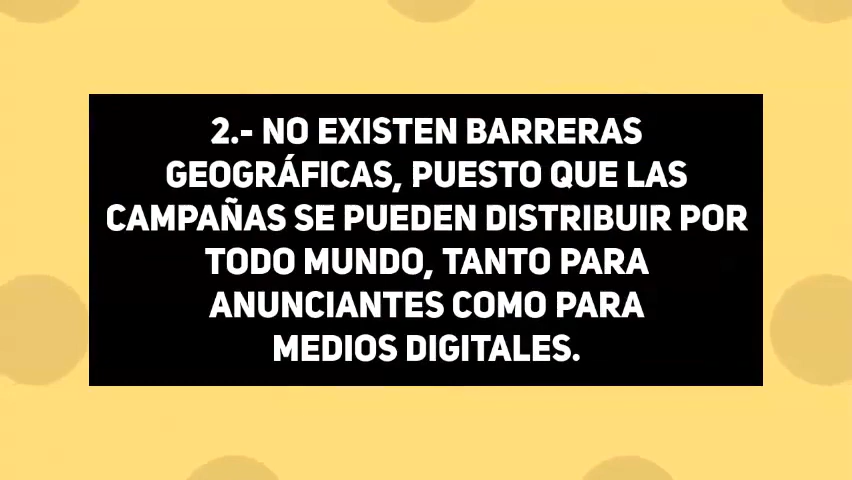 2.- NO EXISTEN BARRERAS
GEOGRÁFICAS, PUESTO QUE LAS
CAMPAÑAS SE PUEDEN DISTRIBUIR POR
TODO MUNDO, TANTO PARA
ANUNCIANTES COMO PARA
MEDIOS DIGITALES.